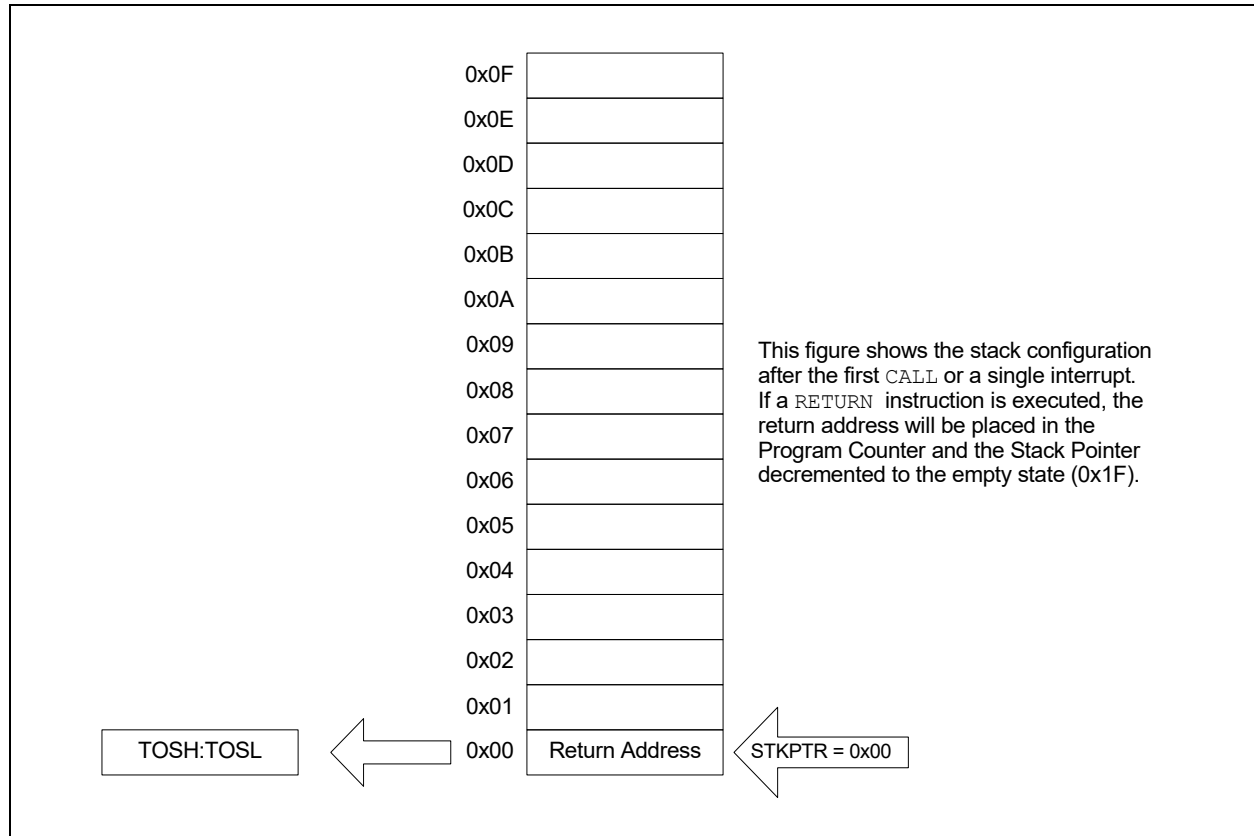 0x0F
0x0E
0x0D
0x0C
0x0B
0x0A
0x09
0x08
0x07
0x06
0x05
0x04
0x03
0x02
0x01
TOSH:TOSL 0x00 Return Address STKPTR = 0x00
This figure shows the stack configuration
after the first CALL or a single interrupt.
If a RETURN instruction is executed, the
return address will be placed in the
Program Counter and the Stack Pointer
decremented to the empty state (0x1F).